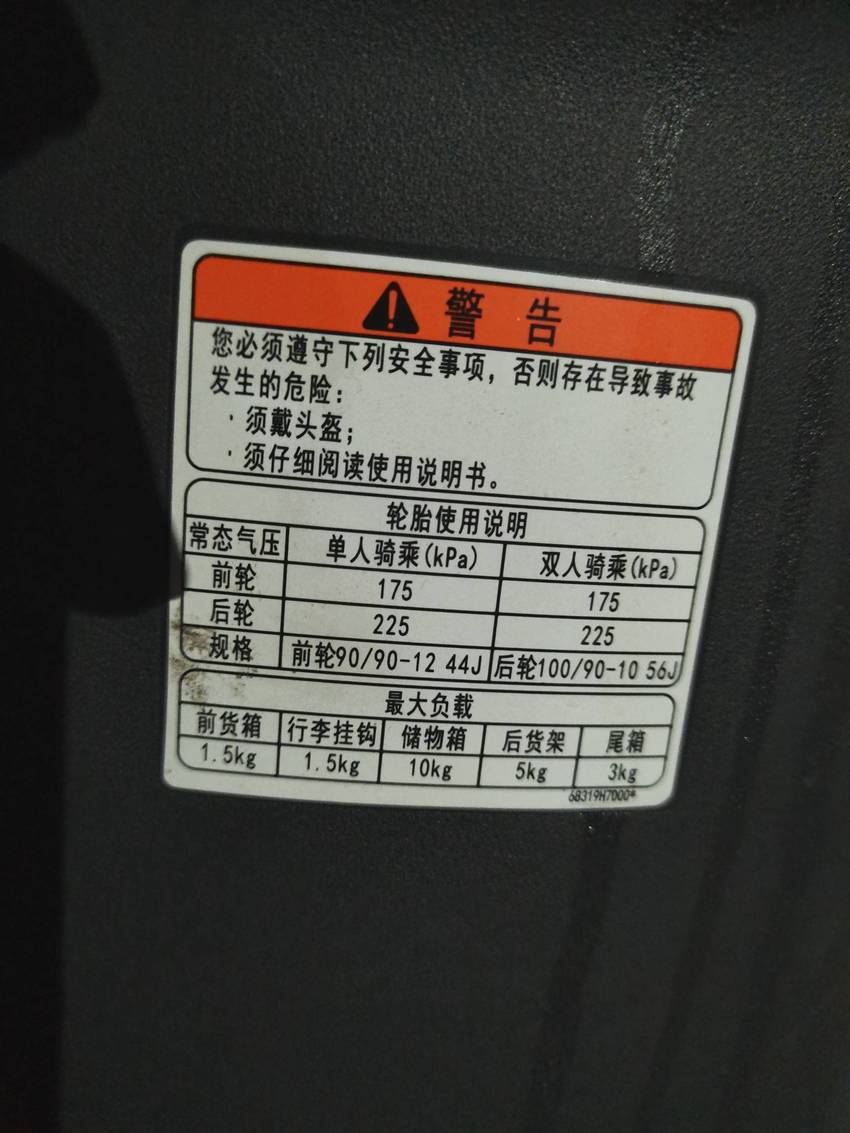 警 告
您必须遵守下列安全事项，否则存在导致事故
发生的危险：
·须戴头盔；
·须仔细阅读使用说明书。
轮胎使用说明
常态气压 单人骑乘(kPa) 双人骑乘(kPa)
前轮 175 175
后轮 225 225
规格 前轮90/90-12 44J 后轮100/90-10 56J
最大负载
前货箱 行李挂钩 储物箱 后货架 尾箱
1.5kg 1.5kg 10kg 5kg 3kg
68319H7000*